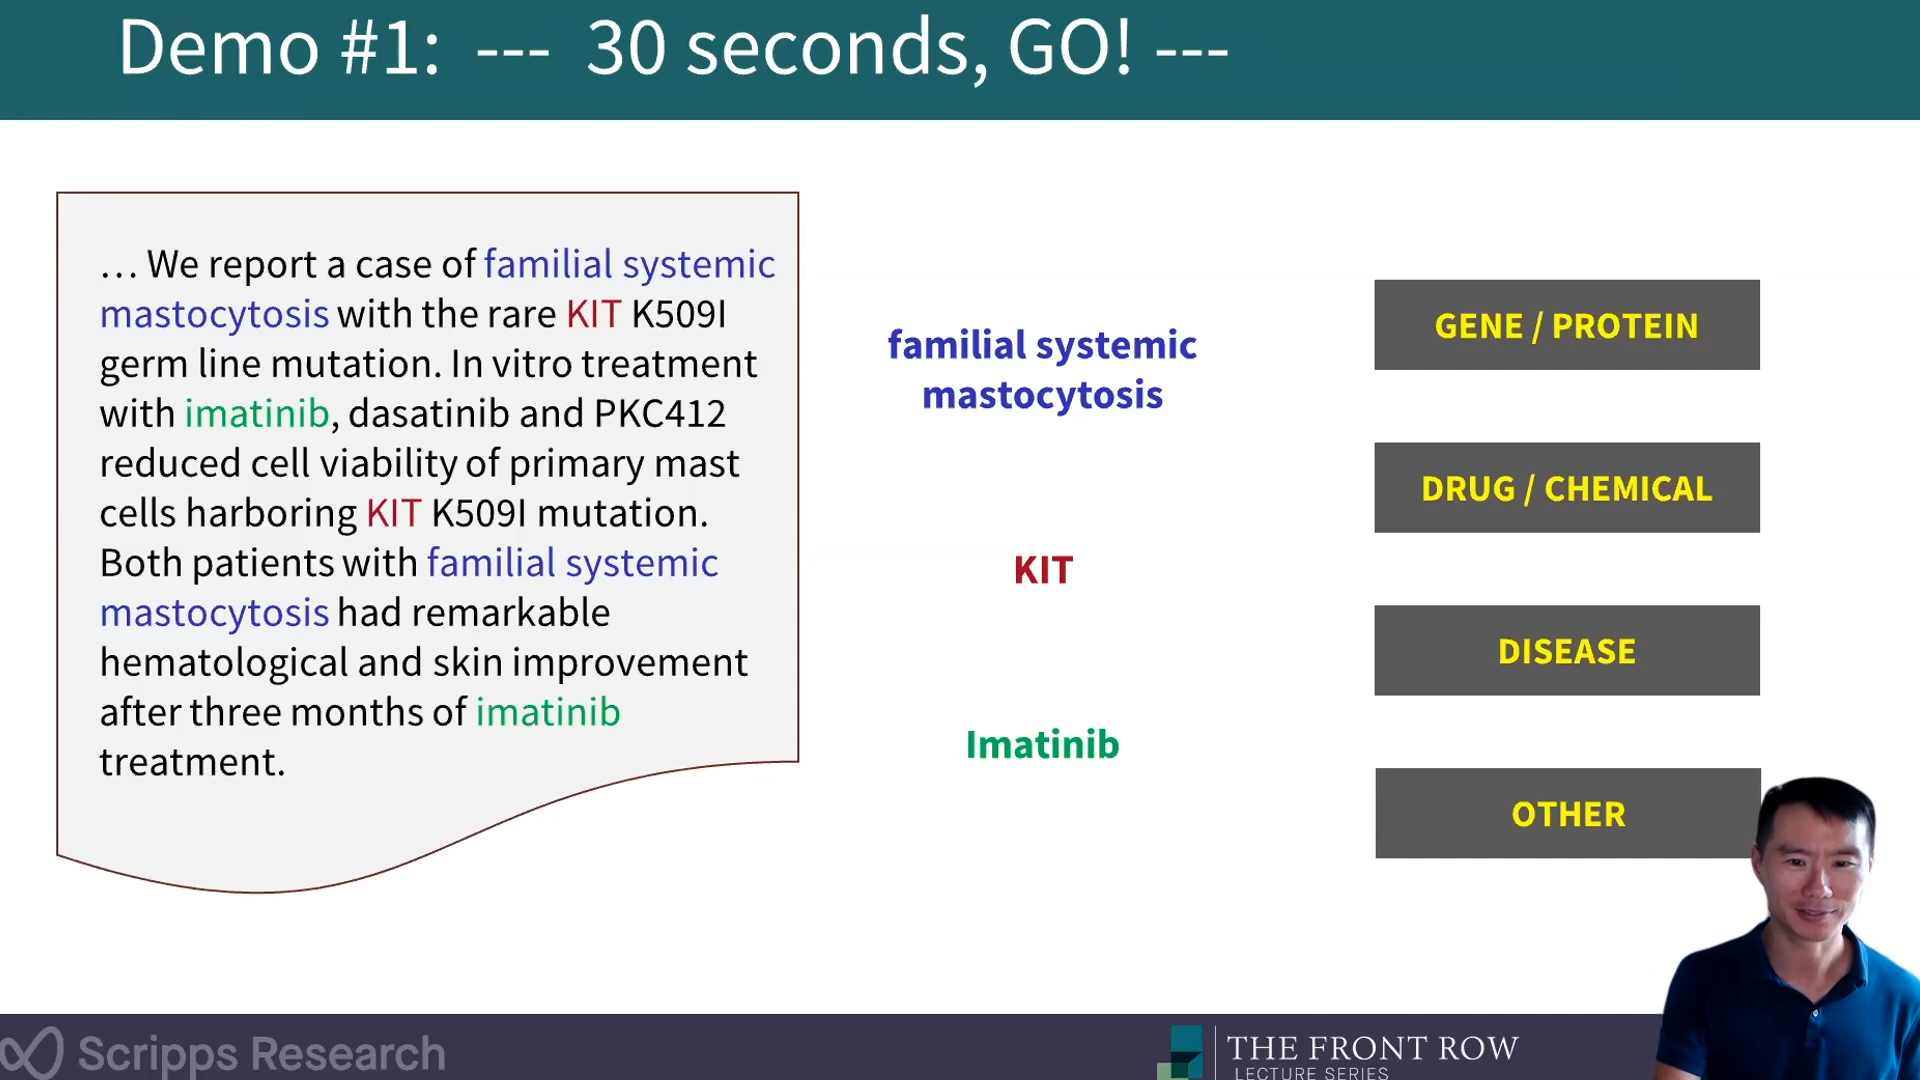 Demo #1: --- 30 seconds, GO! ---
… We report a case of familial systemic
mastocytosis with the rare KIT K509I
germ line mutation. In vitro treatment
with imatinib, dasatinib and PKC412
reduced cell viability of primary mast
cells harboring KIT K509I mutation.
Both patients with familial systemic
mastocytosis had remarkable
hematological and skin improvement
after three months of imatinib
treatment.
familial systemic
mastocytosis
KIT
Imatinib
GENE / PROTEIN
DRUG / CHEMICAL
DISEASE
OTHER
Scripps Research
THE FRONT ROW
LECTURE SERIES